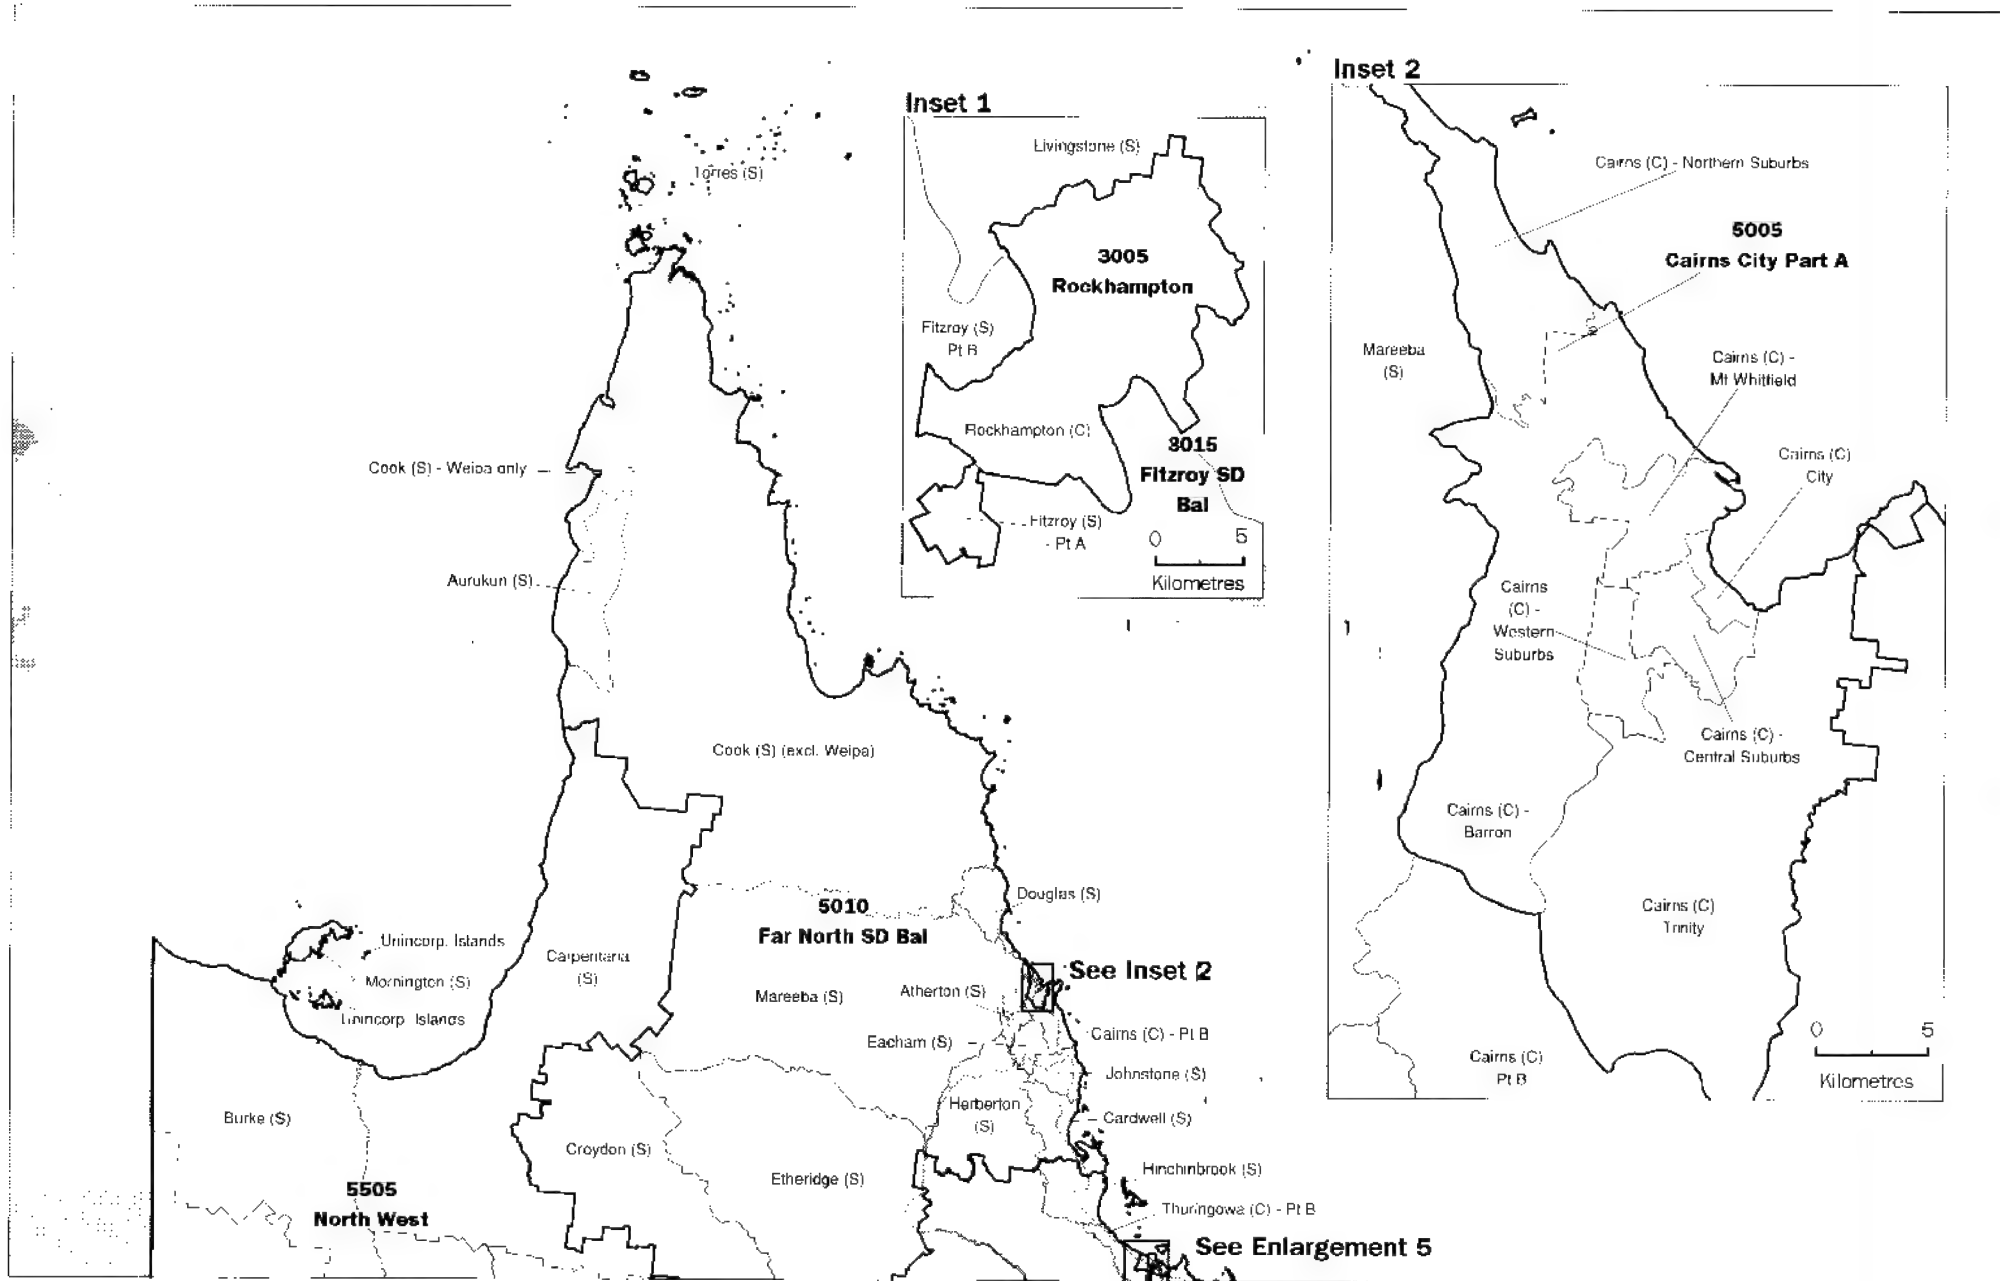 Inset 2
Inset 1
Livingstone (S)
Cairns (C) - Northern Suburbs
Torres (S)
5005
Cairns City Part A
3005
Rockhampton
Fitzroy (S)
Pt B
Mareeba
(S)
Cairns (C) -
Mt Whitfield
Rockhampton (C)
3015
Fitzroy SD
Bal
Cairns (C)
City
Cook (S) - Weipa only
Fitzroy (S)
- Pt A
0 5
Kilometres
Aurukun (S)
Cairns
(C) -
Western
Suburbs
Cairns (C) -
Central Suburbs
Cook (S) (excl. Weipa)
Cairns (C) -
Barron
Douglas (S)
5010
Far North SD Bal
Cairns (C)
Trinity
Unincorp. Islands
Mornington (S)
Unincorp. Islands
Carpentaria
(S)
Mareeba (S)
Atherton (S)
See Inset 2
Cairns (C) - Pt B
Eacham (S)
Johnstone (S)
0 5
Kilometres
Cairns (C)
Pt B
Herberton
(S)
Cardwell (S)
Burke (S)
Croydon (S)
Etheridge (S)
Hinchinbrook (S)
5505
North West
Thuringowa (C) - Pt B
See Enlargement 5